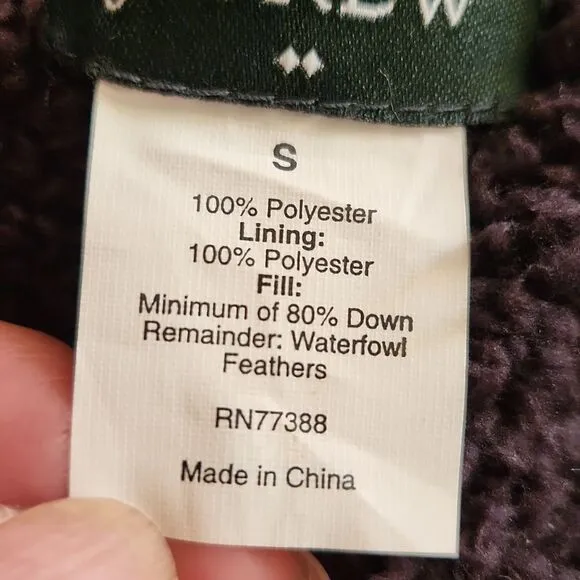 S
100% Polyester
Lining:
100% Polyester
Fill:
Minimum of 80% Down
Remainder: Waterfowl
Feathers
RN77388
Made in China